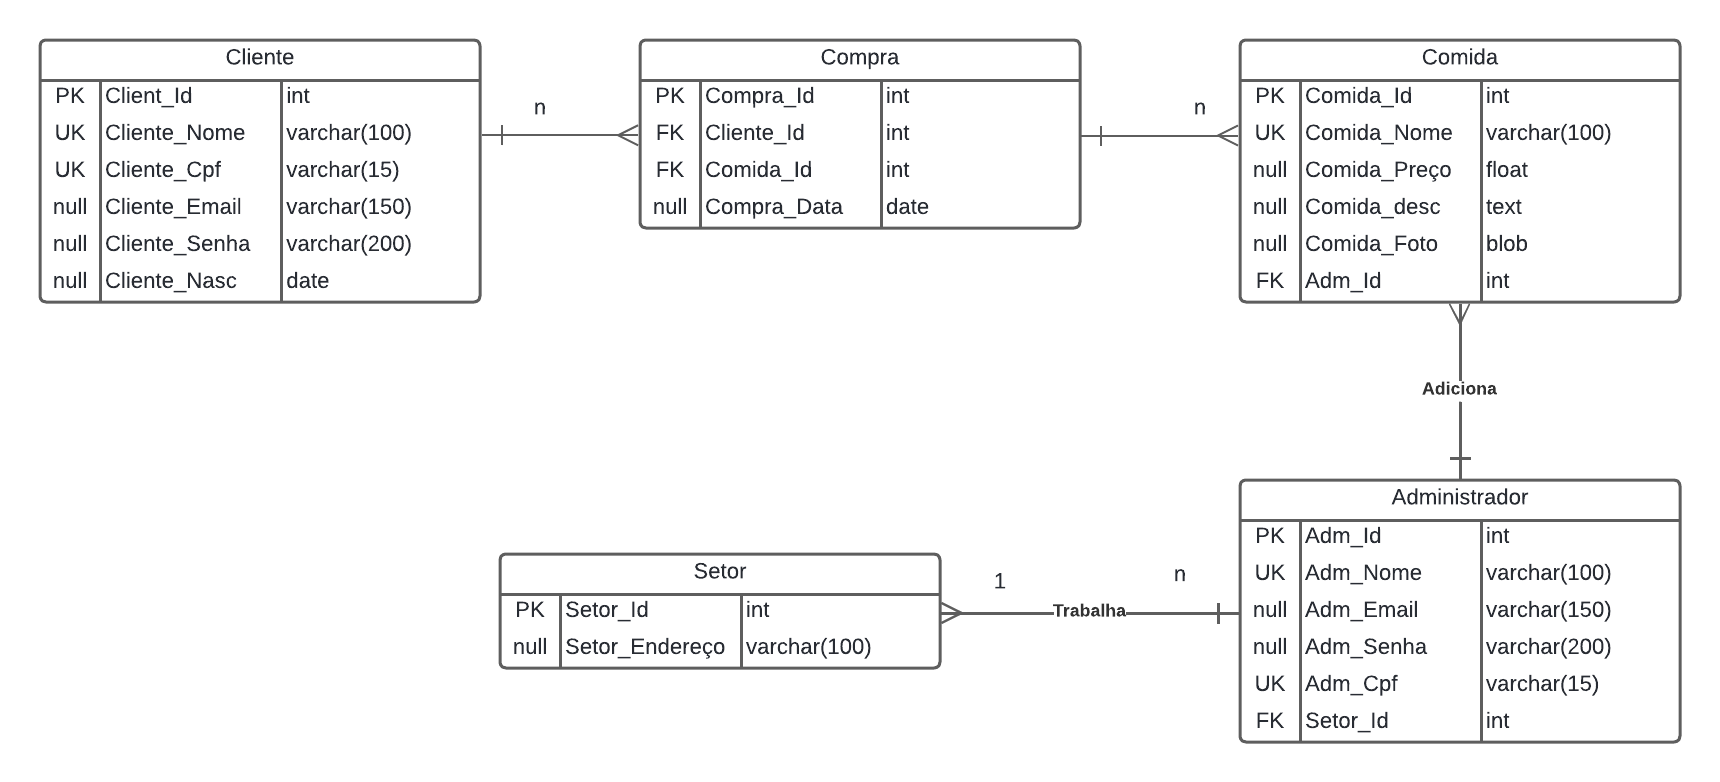 Cliente
PK Client_Id int
UK Cliente_Nome varchar(100)
UK Cliente_Cpf varchar(15)
null Cliente_Email varchar(150)
null Cliente_Senha varchar(200)
null Cliente_Nasc date
n
Compra
PK Compra_Id int
FK Cliente_Id int
FK Comida_Id int
null Compra_Data date
n
Comida
PK Comida_Id int
UK Comida_Nome varchar(100)
null Comida_Preço float
null Comida_desc text
null Comida_Foto blob
FK Adm_Id int
Adiciona
Setor
PK Setor_Id int
null Setor_Endereço varchar(100)
1
Trabalha
n
Administrador
PK Adm_Id int
UK Adm_Nome varchar(100)
null Adm_Email varchar(150)
null Adm_Senha varchar(200)
UK Adm_Cpf varchar(15)
FK Setor_Id int